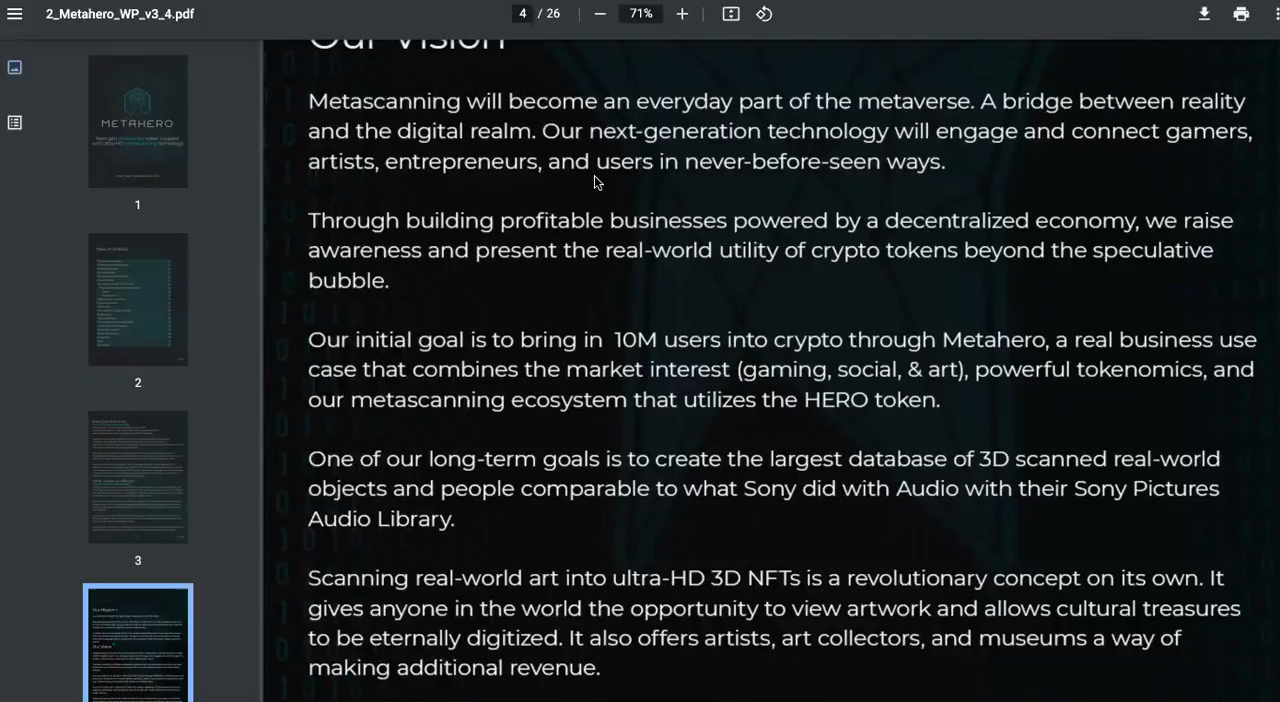 2_Metahero_WP_v3_4.pdf
4 / 26
71%
Our Vision
Metascanning will become an everyday part of the metaverse. A bridge between reality
and the digital realm. Our next-generation technology will engage and connect gamers,
artists, entrepreneurs, and users in never-before-seen ways.
Through building profitable businesses powered by a decentralized economy, we raise
awareness and present the real-world utility of crypto tokens beyond the speculative
bubble.
Our initial goal is to bring in 10M users into crypto through Metahero, a real business use
case that combines the market interest (gaming, social, & art), powerful tokenomics, and
our metascanning ecosystem that utilizes the HERO token.
One of our long-term goals is to create the largest database of 3D scanned real-world
objects and people comparable to what Sony did with Audio with their Sony Pictures
Audio Library.
Scanning real-world art into ultra-HD 3D NFTs is a revolutionary concept on its own. It
gives anyone in the world the opportunity to view artwork and allows cultural treasures
to be eternally digitized. It also offers artists, art collectors, and museums a way of
making additional revenue.
METAHERO
1
2
3